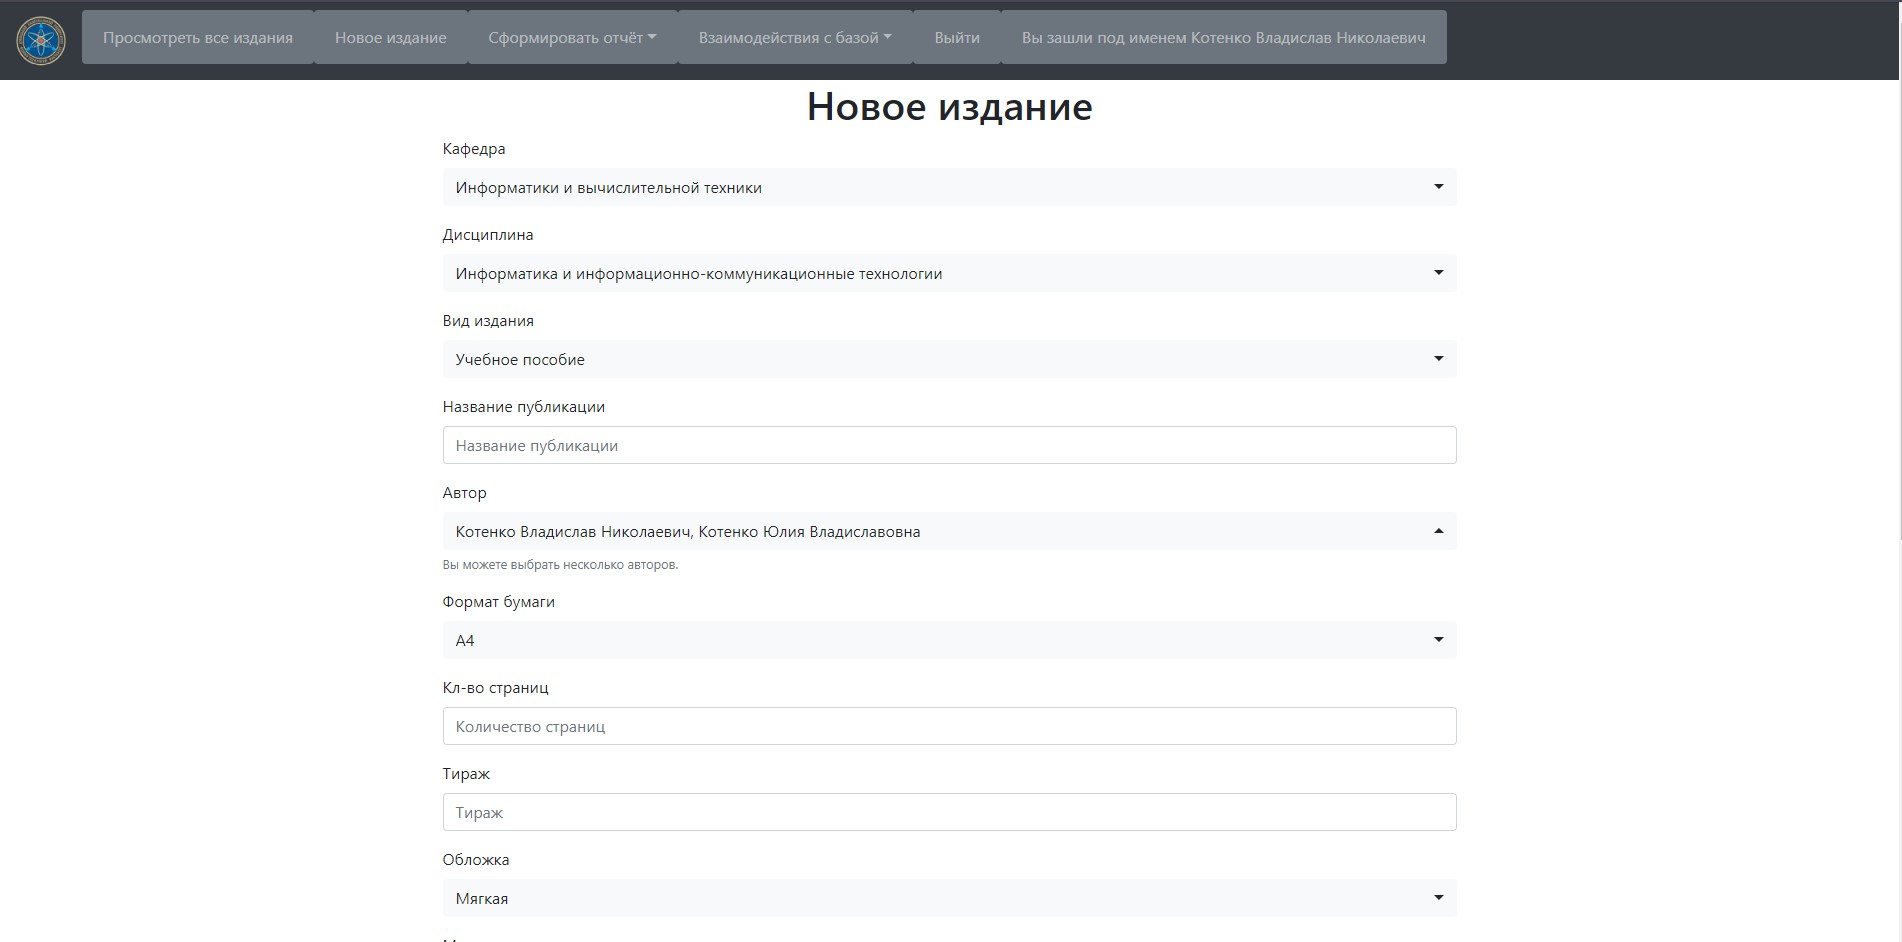 Просмотреть все издания Новое издание Сформировать отчёт Взаимодействия с базой Выйти Вы зашли под именем Котенко Владислав Николаевич
Новое издание
Кафедра
Информатики и вычислительной техники
Дисциплина
Информатика и информационно-коммуникационные технологии
Вид издания
Учебное пособие
Название публикации
Название публикации
Автор
Котенко Владислав Николаевич, Котенко Юлия Владиславовна
Вы можете выбрать несколько авторов.
Формат бумаги
А4
Кл-во страниц
Количество страниц
Тираж
Тираж
Обложка
Мягкая